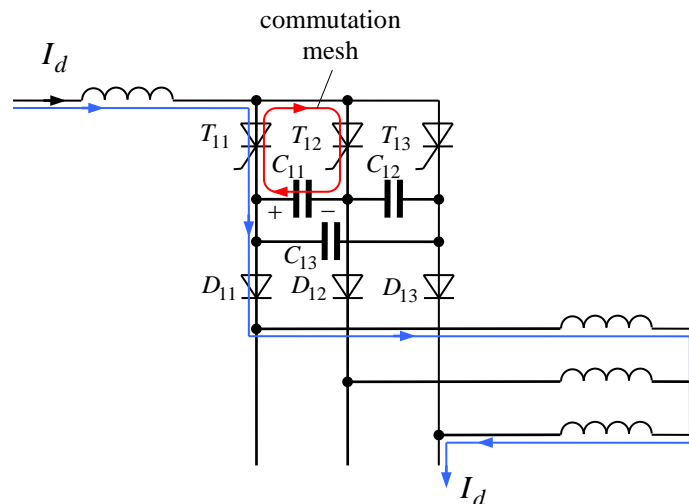 commutation
mesh
I_d
T_11
T_12
T_13
C_11
C_12
+
−
C_13
D_11
D_12
D_13
I_d